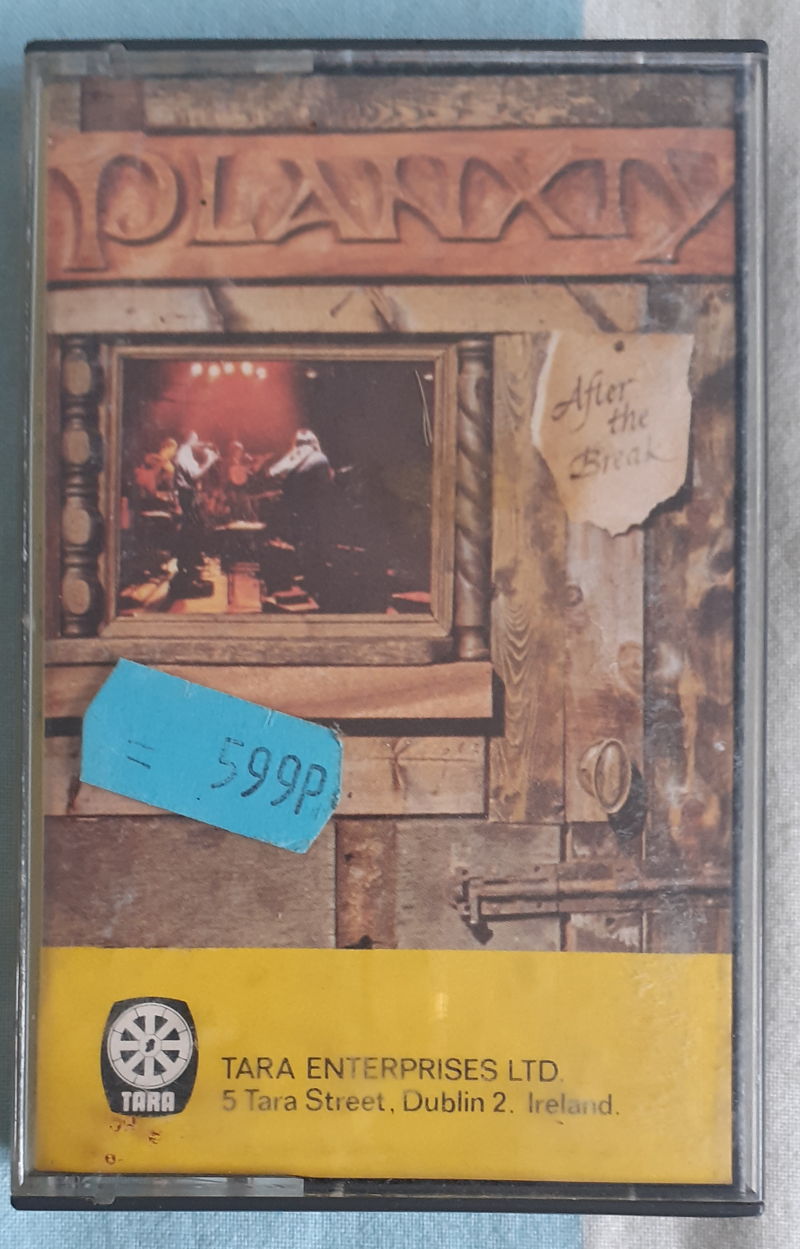 PLANXTY
After
the
Break
= 599P
TARA
TARA ENTERPRISES LTD.
5 Tara Street, Dublin 2. Ireland.